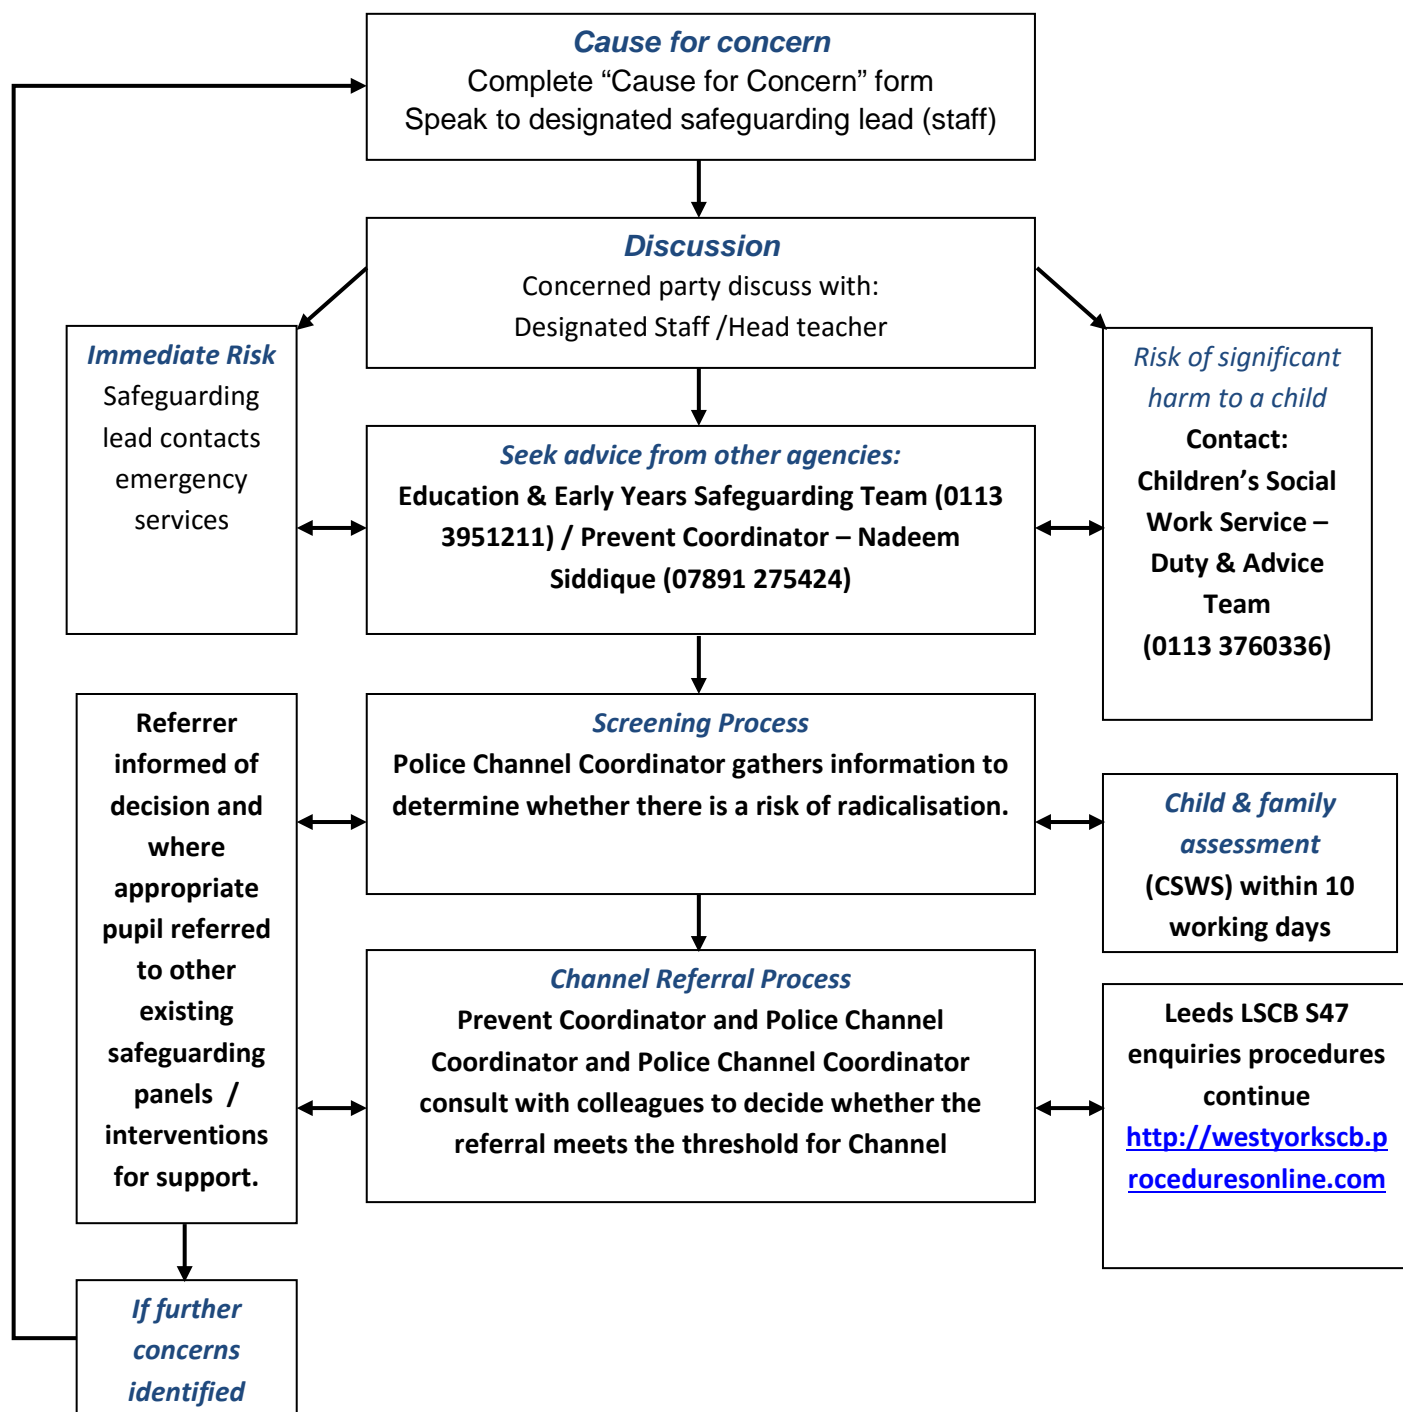 Cause for concern
Complete “Cause for Concern” form
Speak to designated safeguarding lead (staff)
Discussion
Concerned party discuss with:
Designated Staff /Head teacher
Immediate Risk
Safeguarding
lead contacts
emergency
services
Seek advice from other agencies:
Education & Early Years Safeguarding Team (0113
3951211) / Prevent Coordinator – Nadeem
Siddique (07891 275424)
Risk of significant
harm to a child
Contact:
Children’s Social
Work Service –
Duty & Advice
Team
(0113 3760336)
Referrer
informed of
decision and
where
appropriate
pupil referred
to other
existing
safeguarding
panels /
interventions
for support.
Screening Process
Police Channel Coordinator gathers information to
determine whether there is a risk of radicalisation.
Child & family
assessment
(CSWS) within 10
working days
Channel Referral Process
Prevent Coordinator and Police Channel
Coordinator and Police Channel Coordinator
consult with colleagues to decide whether the
referral meets the threshold for Channel
Leeds LSCB S47
enquiries procedures
continue
http://westyorkscb.p
roceduresonline.com
If further
concerns
identified